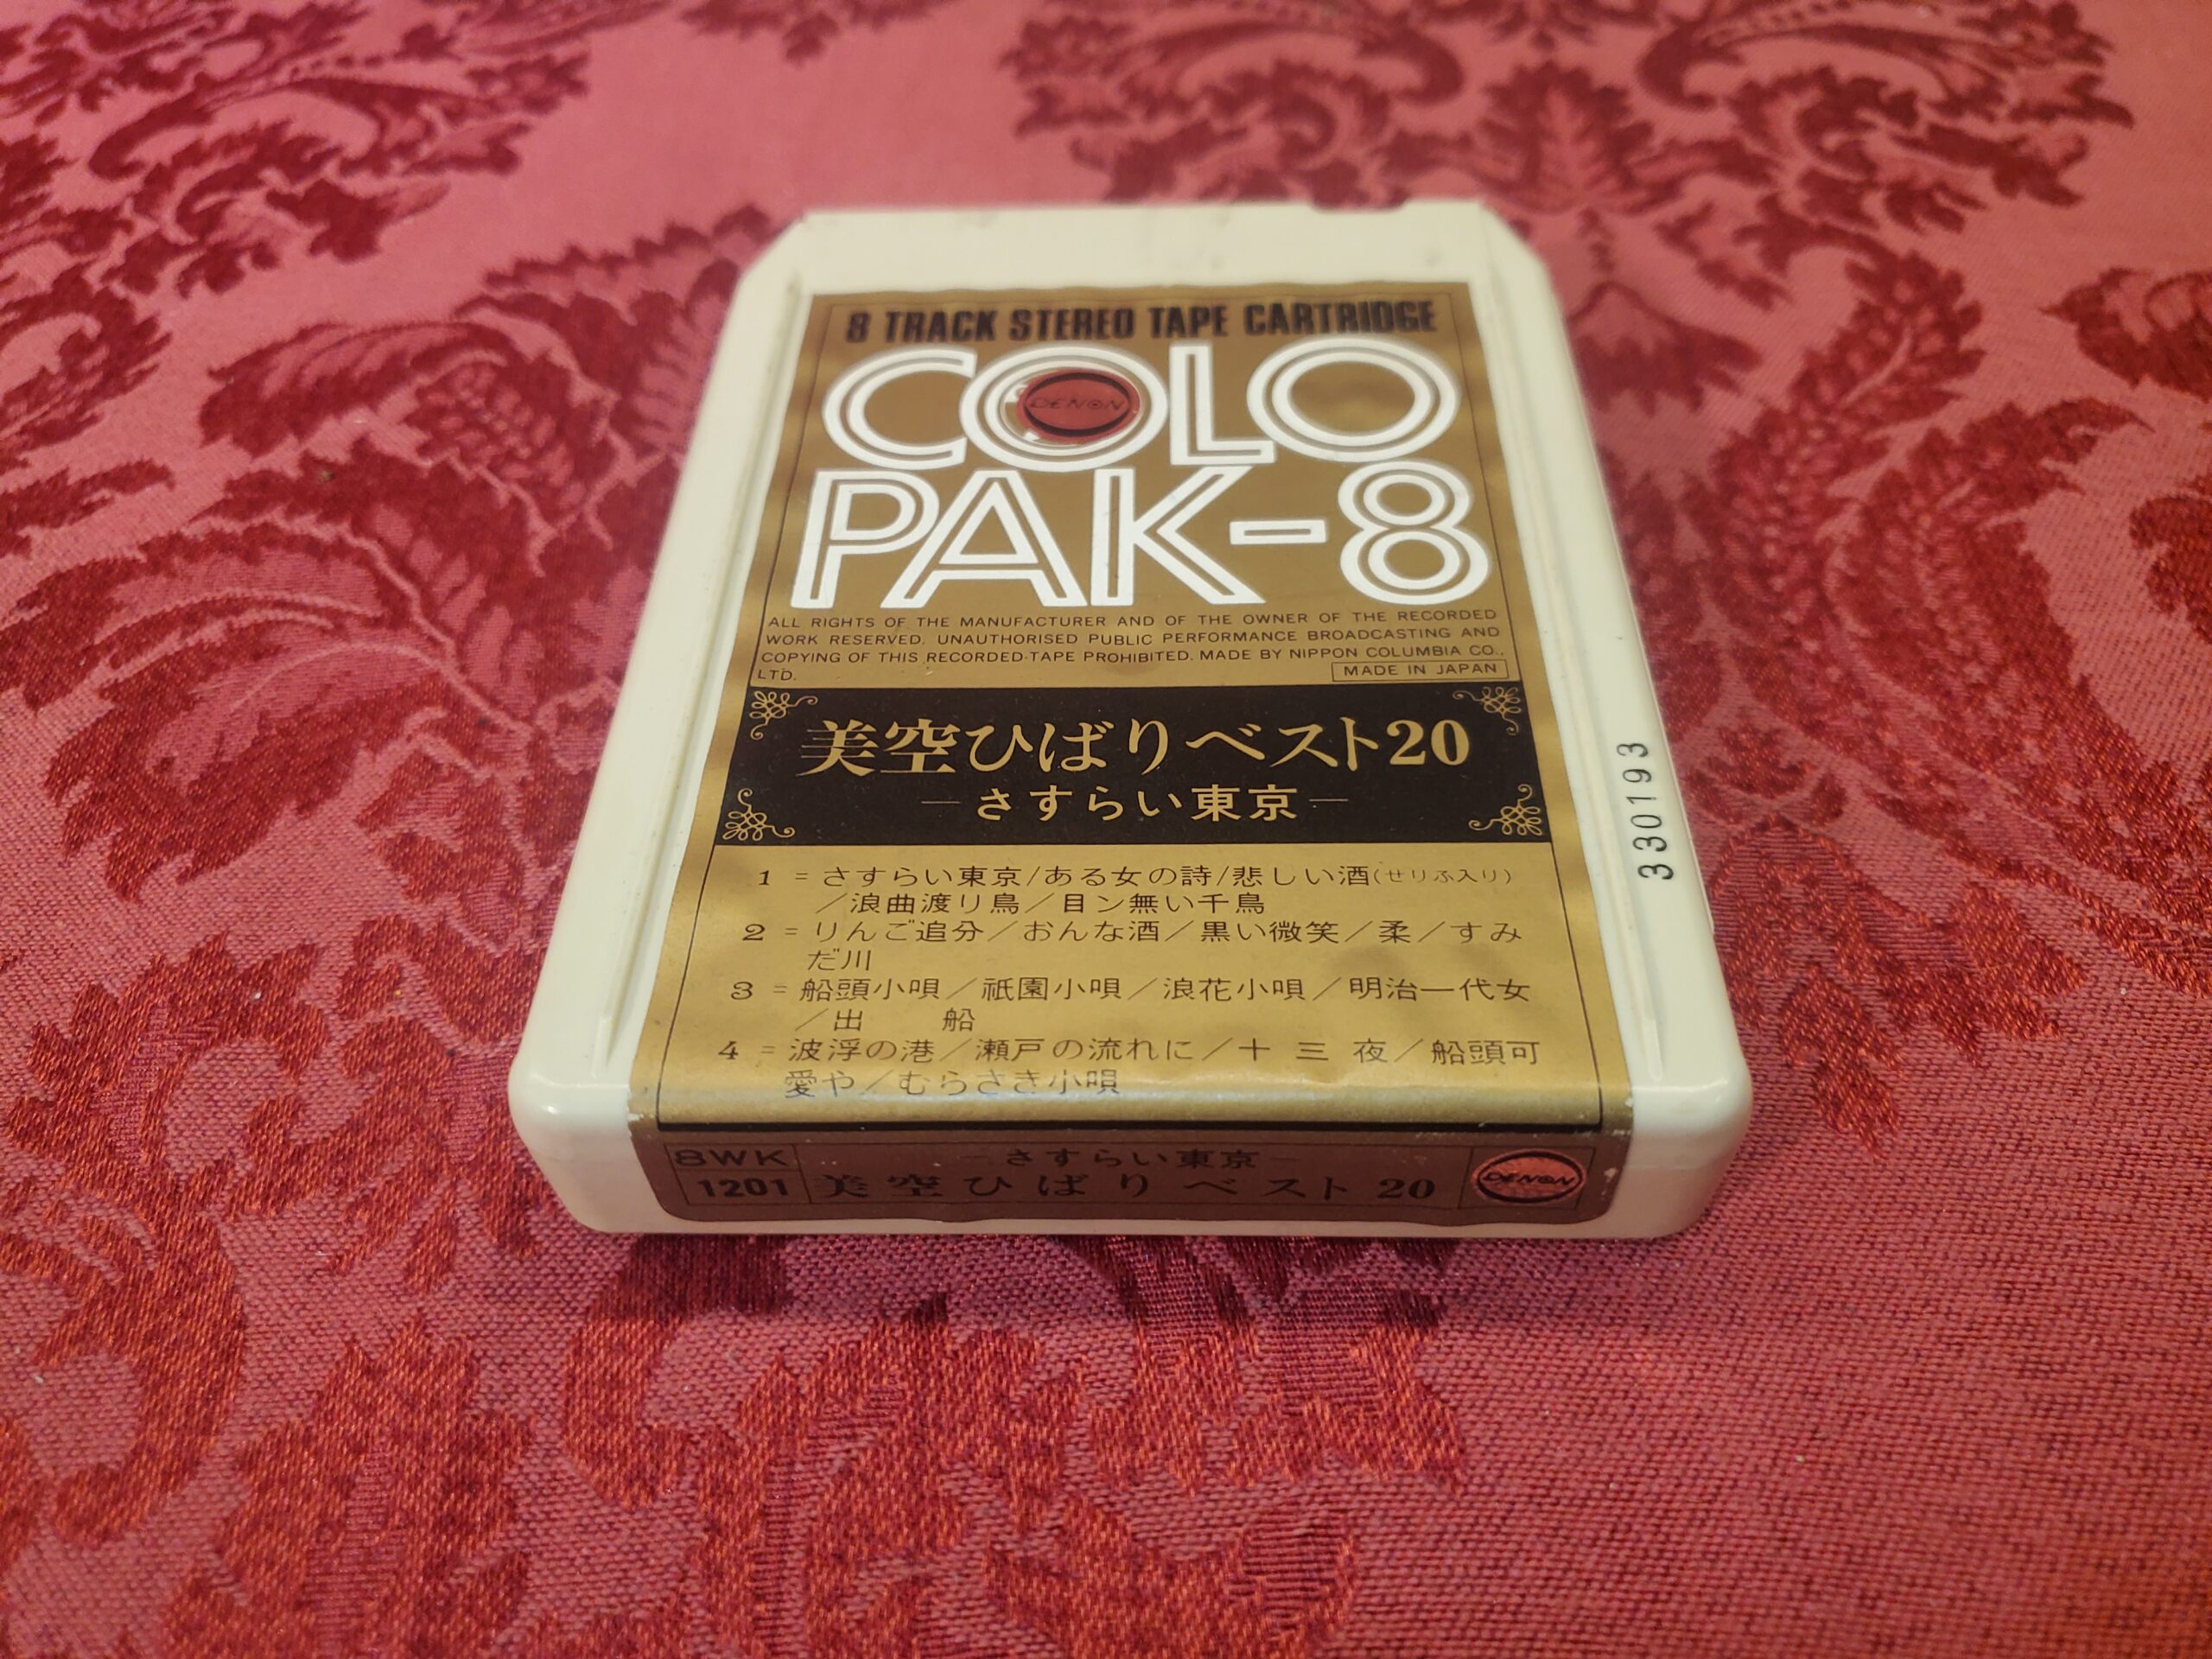 8 TRACK STEREO TAPE CARTRIDGE
COLO
DENON
PAK-8
ALL RIGHTS OF THE MANUFACTURER AND OF THE OWNER OF THE RECORDED
WORK RESERVED. UNAUTHORISED PUBLIC PERFORMANCE BROADCASTING AND
COPYING OF THIS RECORDED-TAPE PROHIBITED. MADE BY NIPPON COLUMBIA CO.,
LTD.
MADE IN JAPAN
美空ひばりベスト20
—さすらい東京—
1 = さすらい東京/ある女の詩/悲しい酒(せりふ入り)
/浪曲渡り鳥/目ン無い千鳥
2 = りんご追分/おんな酒/黒い微笑/柔/すみ
だ川
3 = 船頭小唄/祇園小唄/浪花小唄/明治一代女
/出　船
4 = 波浮の港/瀬戸の流れに/十三夜/船頭可
愛や/むらさき小唄
330193
8WK
1201
—さすらい東京—
美空ひばりベスト20
DENON